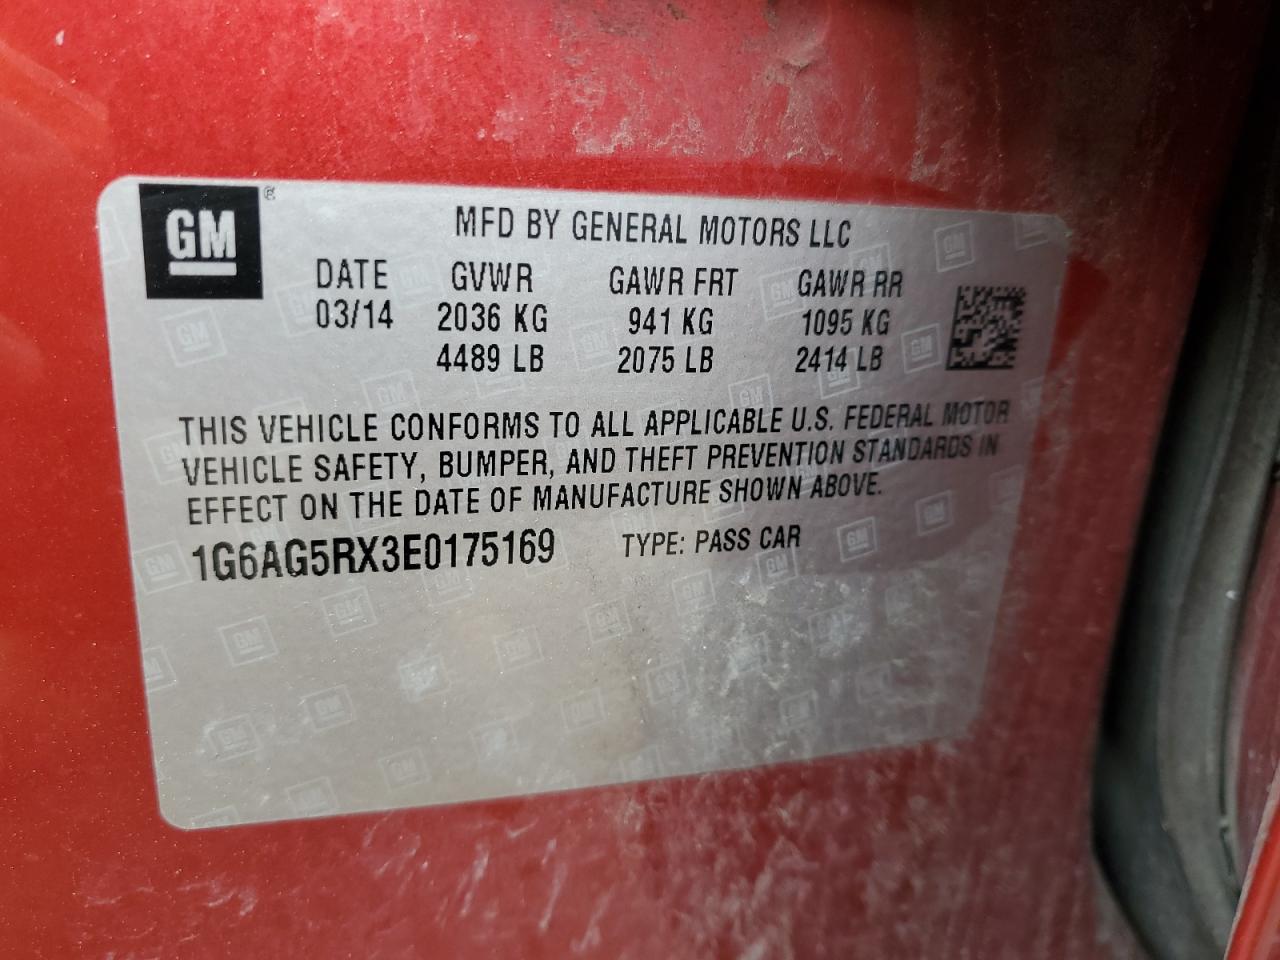 GM ®
MFD BY GENERAL MOTORS LLC
DATE GVWR GAWR FRT GAWR RR
03/14 2036 KG 941 KG 1095 KG
4489 LB 2075 LB 2414 LB
THIS VEHICLE CONFORMS TO ALL APPLICABLE U.S. FEDERAL MOTOR
VEHICLE SAFETY, BUMPER, AND THEFT PREVENTION STANDARDS IN
EFFECT ON THE DATE OF MANUFACTURE SHOWN ABOVE.
1G6AG5RX3E0175169 TYPE: PASS CAR